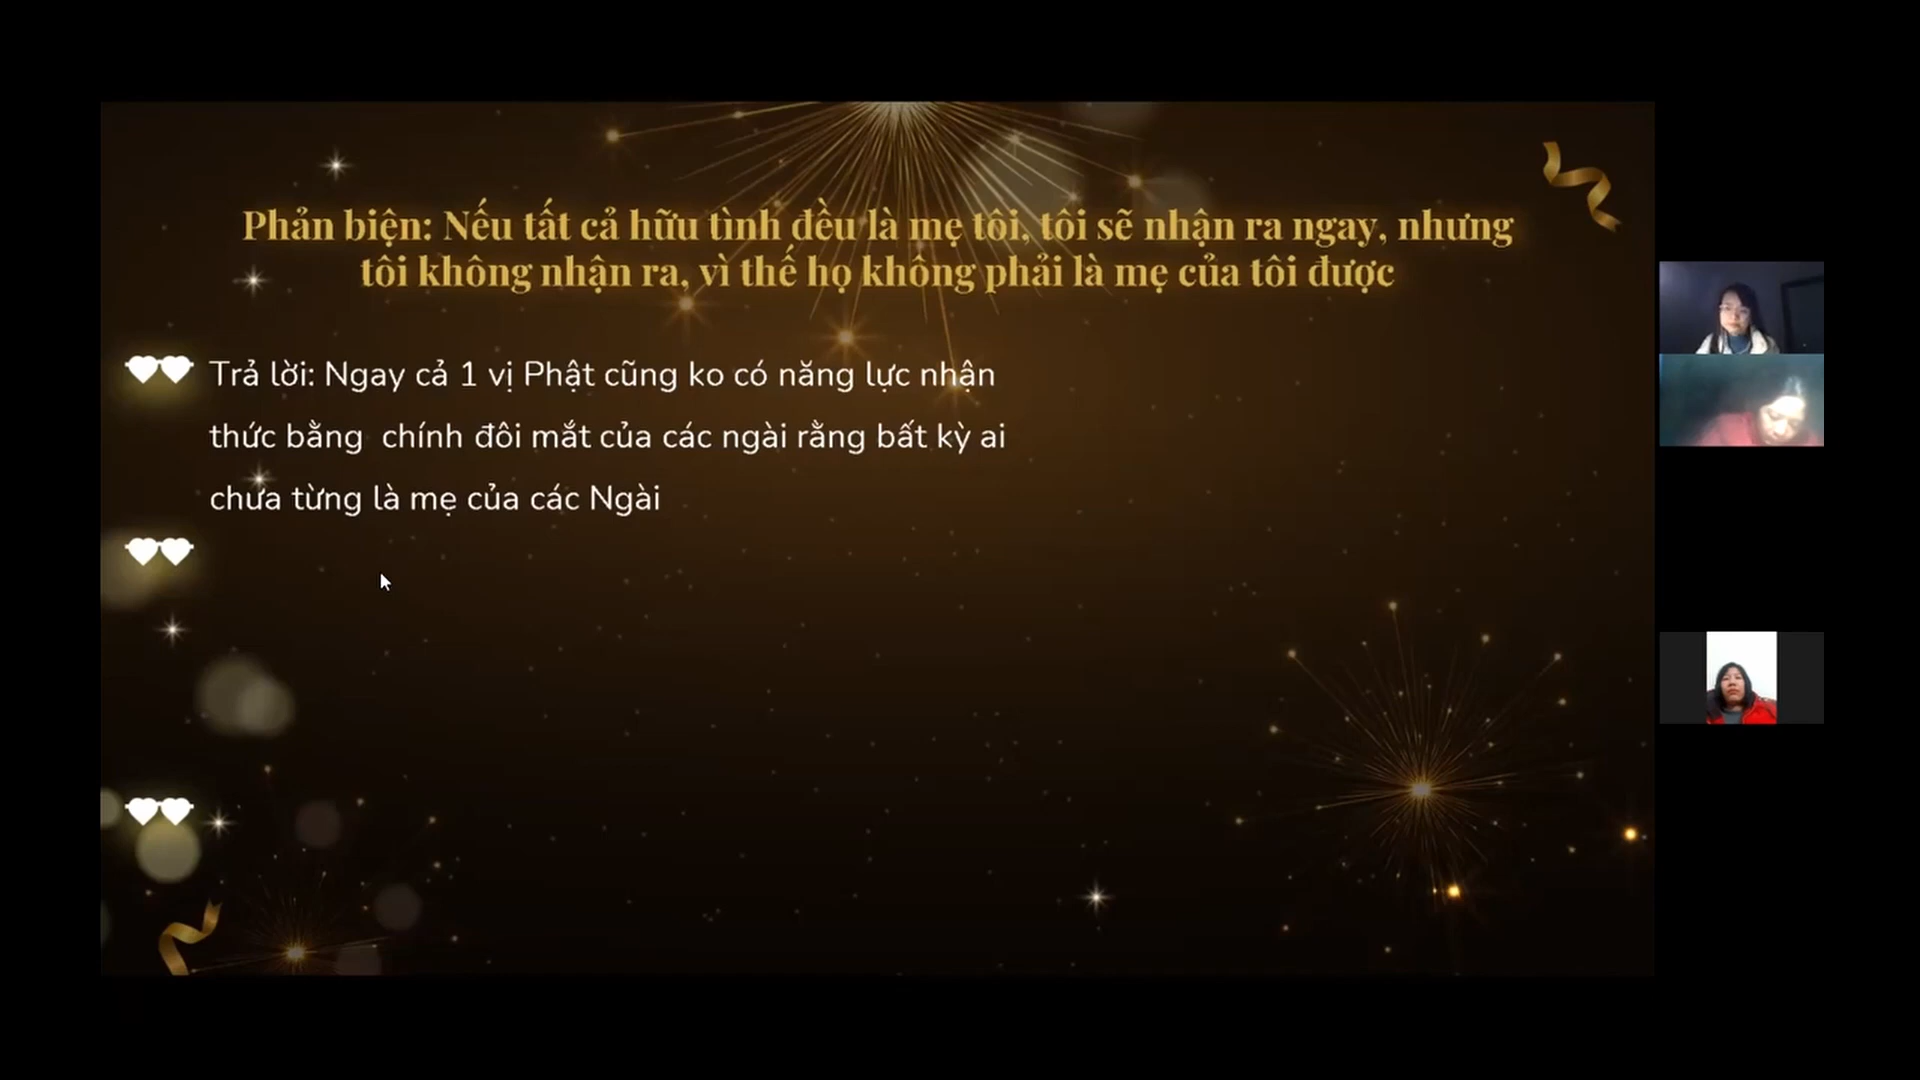 Phản biện: Nếu tất cả hữu tình đều là mẹ tôi, tôi sẽ nhận ra ngay, nhưng
tôi không nhận ra, vì thế họ không phải là mẹ của tôi được
Trả lời: Ngay cả 1 vị Phật cũng ko có năng lực nhận
thức bằng  chính đôi mắt của các ngài rằng bất kỳ ai
chưa từng là mẹ của các Ngài